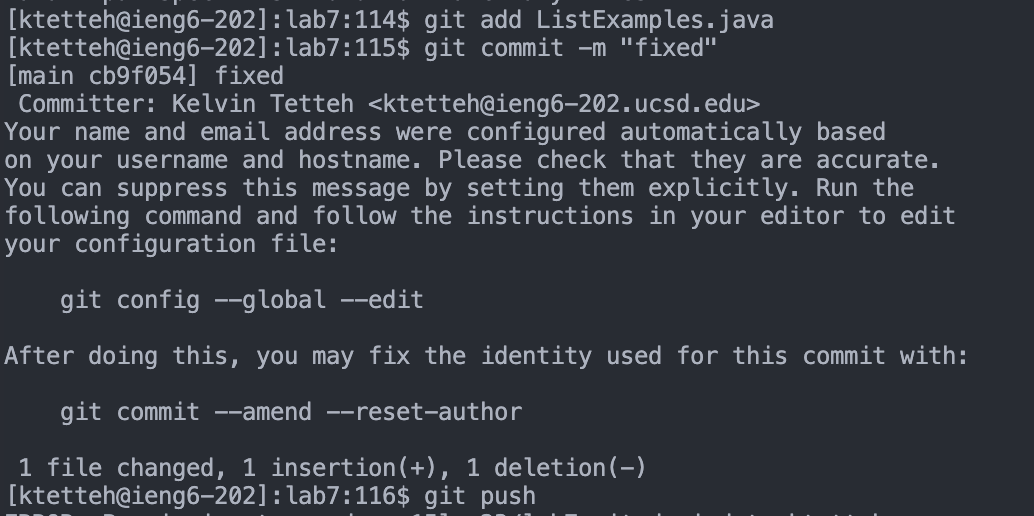 [ktetteh@ieng6-202]:lab7:114$ git add ListExamples.java
[ktetteh@ieng6-202]:lab7:115$ git commit -m "fixed"
[main cb9f054] fixed
 Committer: Kelvin Tetteh <ktetteh@ieng6-202.ucsd.edu>
Your name and email address were configured automatically based
on your username and hostname. Please check that they are accurate.
You can suppress this message by setting them explicitly. Run the
following command and follow the instructions in your editor to edit
your configuration file:
    git config --global --edit
After doing this, you may fix the identity used for this commit with:
    git commit --amend --reset-author
 1 file changed, 1 insertion(+), 1 deletion(-)
[ktetteh@ieng6-202]:lab7:116$ git push